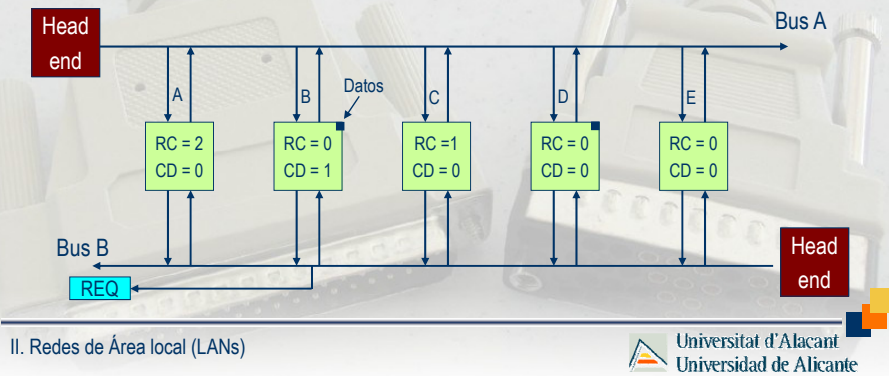 Head
end
Bus A
A
B
Datos
C
D
E
RC = 2
CD = 0
RC = 0
CD = 1
RC =1
CD = 0
RC = 0
CD = 0
RC = 0
CD = 0
Bus B
REQ
Head
end
II. Redes de Área local (LANs)
Universitat d'Alacant
Universidad de Alicante